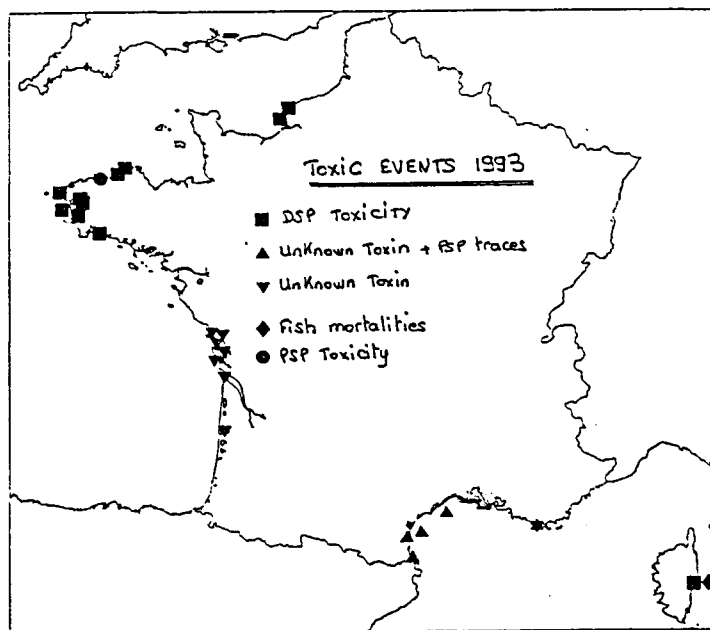 Toxic EVENTS 1993
DSP Toxicity
Unknown Toxin + PSP traces
Unknown Toxin
Fish mortalities
PSP Toxicity